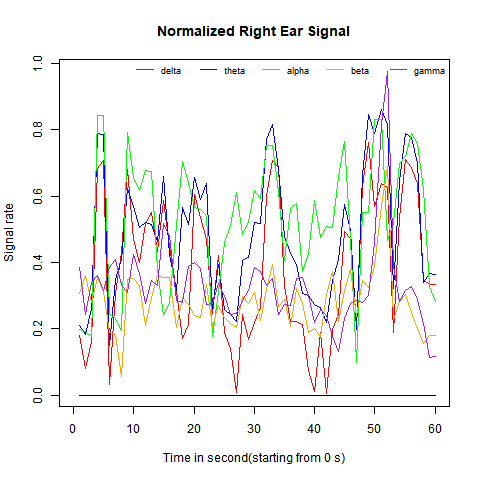 Normalized Right Ear Signal
delta theta alpha beta gamma
Signal rate
0.0 0.2 0.4 0.6 0.8 1.0
0 10 20 30 40 50 60
Time in second(starting from 0 s)